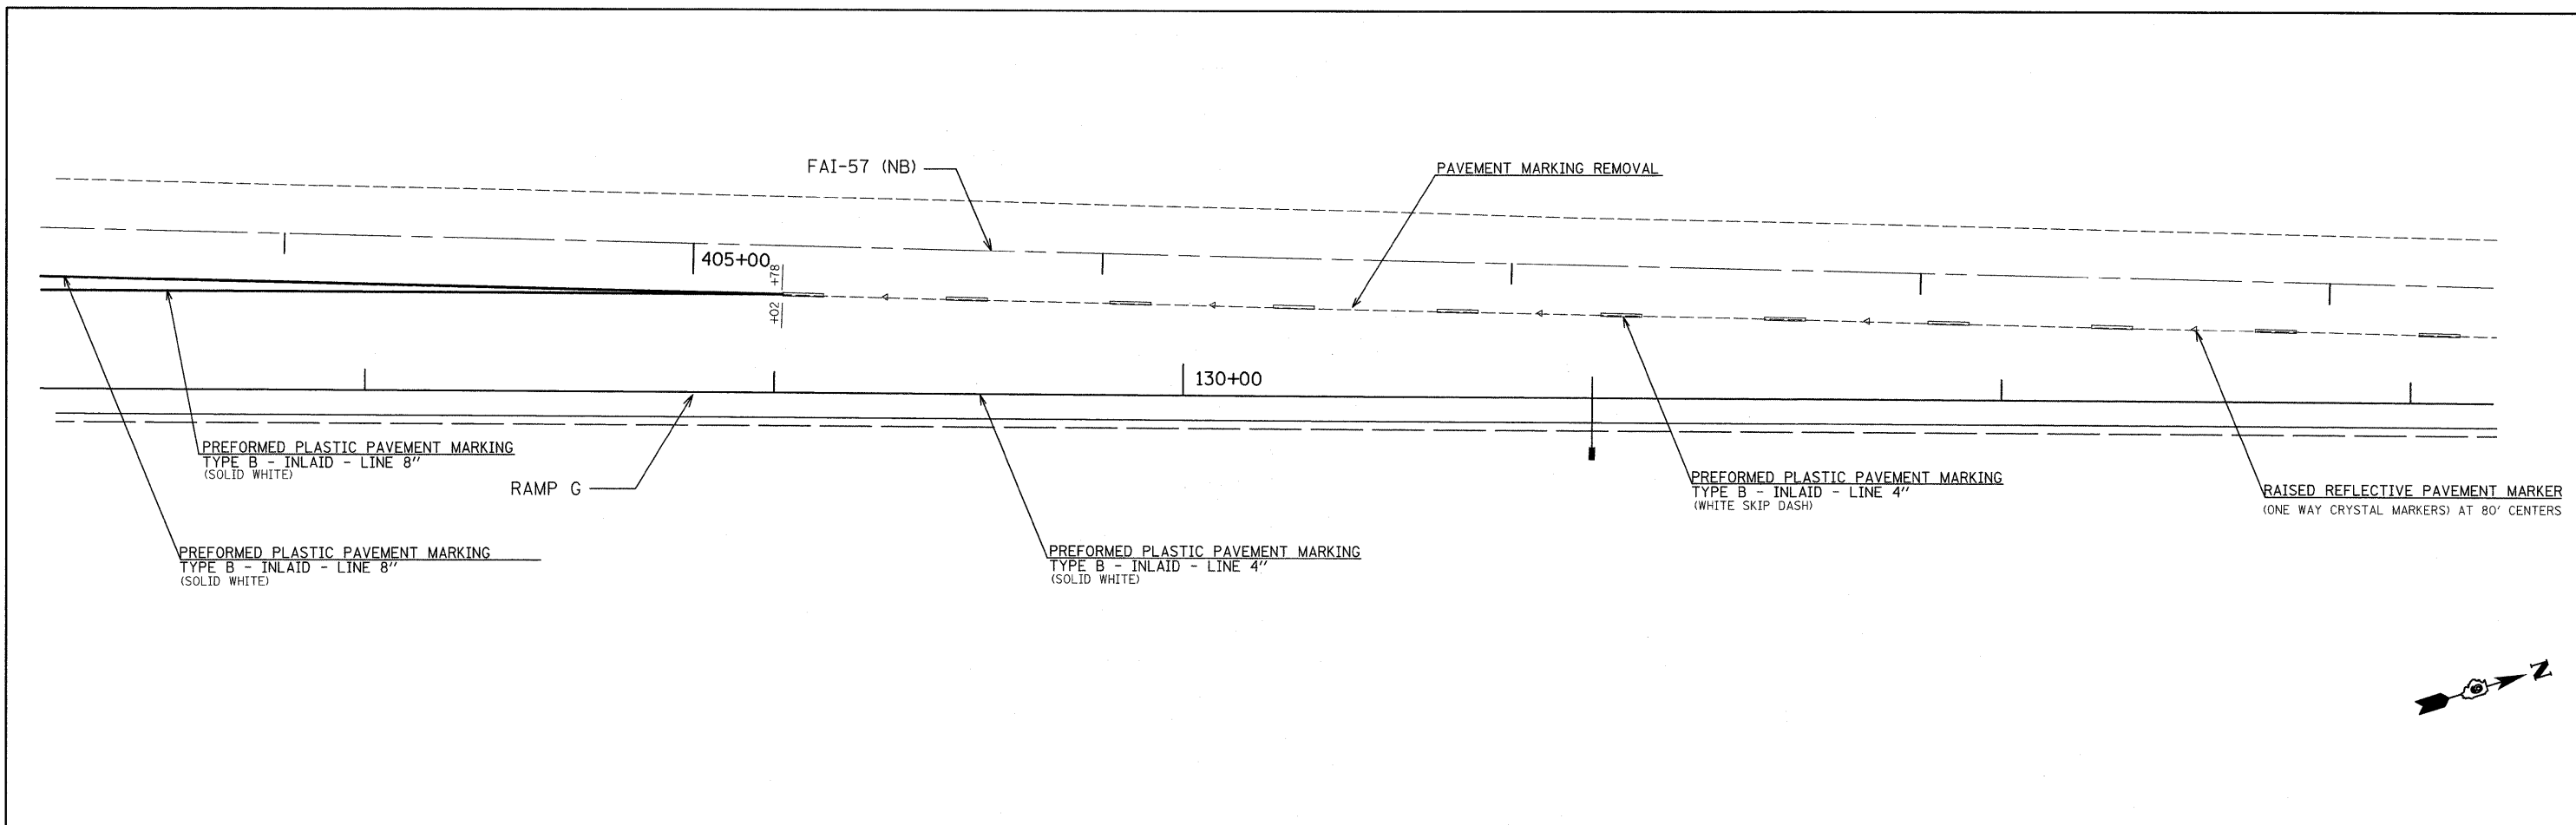 FAI-57 (NB)
PAVEMENT MARKING REMOVAL
405+00
+78
+02
130+00
PREFORMED PLASTIC PAVEMENT MARKING
TYPE B - INLAID - LINE 8"
(SOLID WHITE)
RAMP G
PREFORMED PLASTIC PAVEMENT MARKING
TYPE B - INLAID - LINE 4"
(WHITE SKIP DASH)
RAISED REFLECTIVE PAVEMENT MARKER
(ONE WAY CRYSTAL MARKERS) AT 80' CENTERS
PREFORMED PLASTIC PAVEMENT MARKING
TYPE B - INLAID - LINE 8"
(SOLID WHITE)
PREFORMED PLASTIC PAVEMENT MARKING
TYPE B - INLAID - LINE 4"
(SOLID WHITE)
N